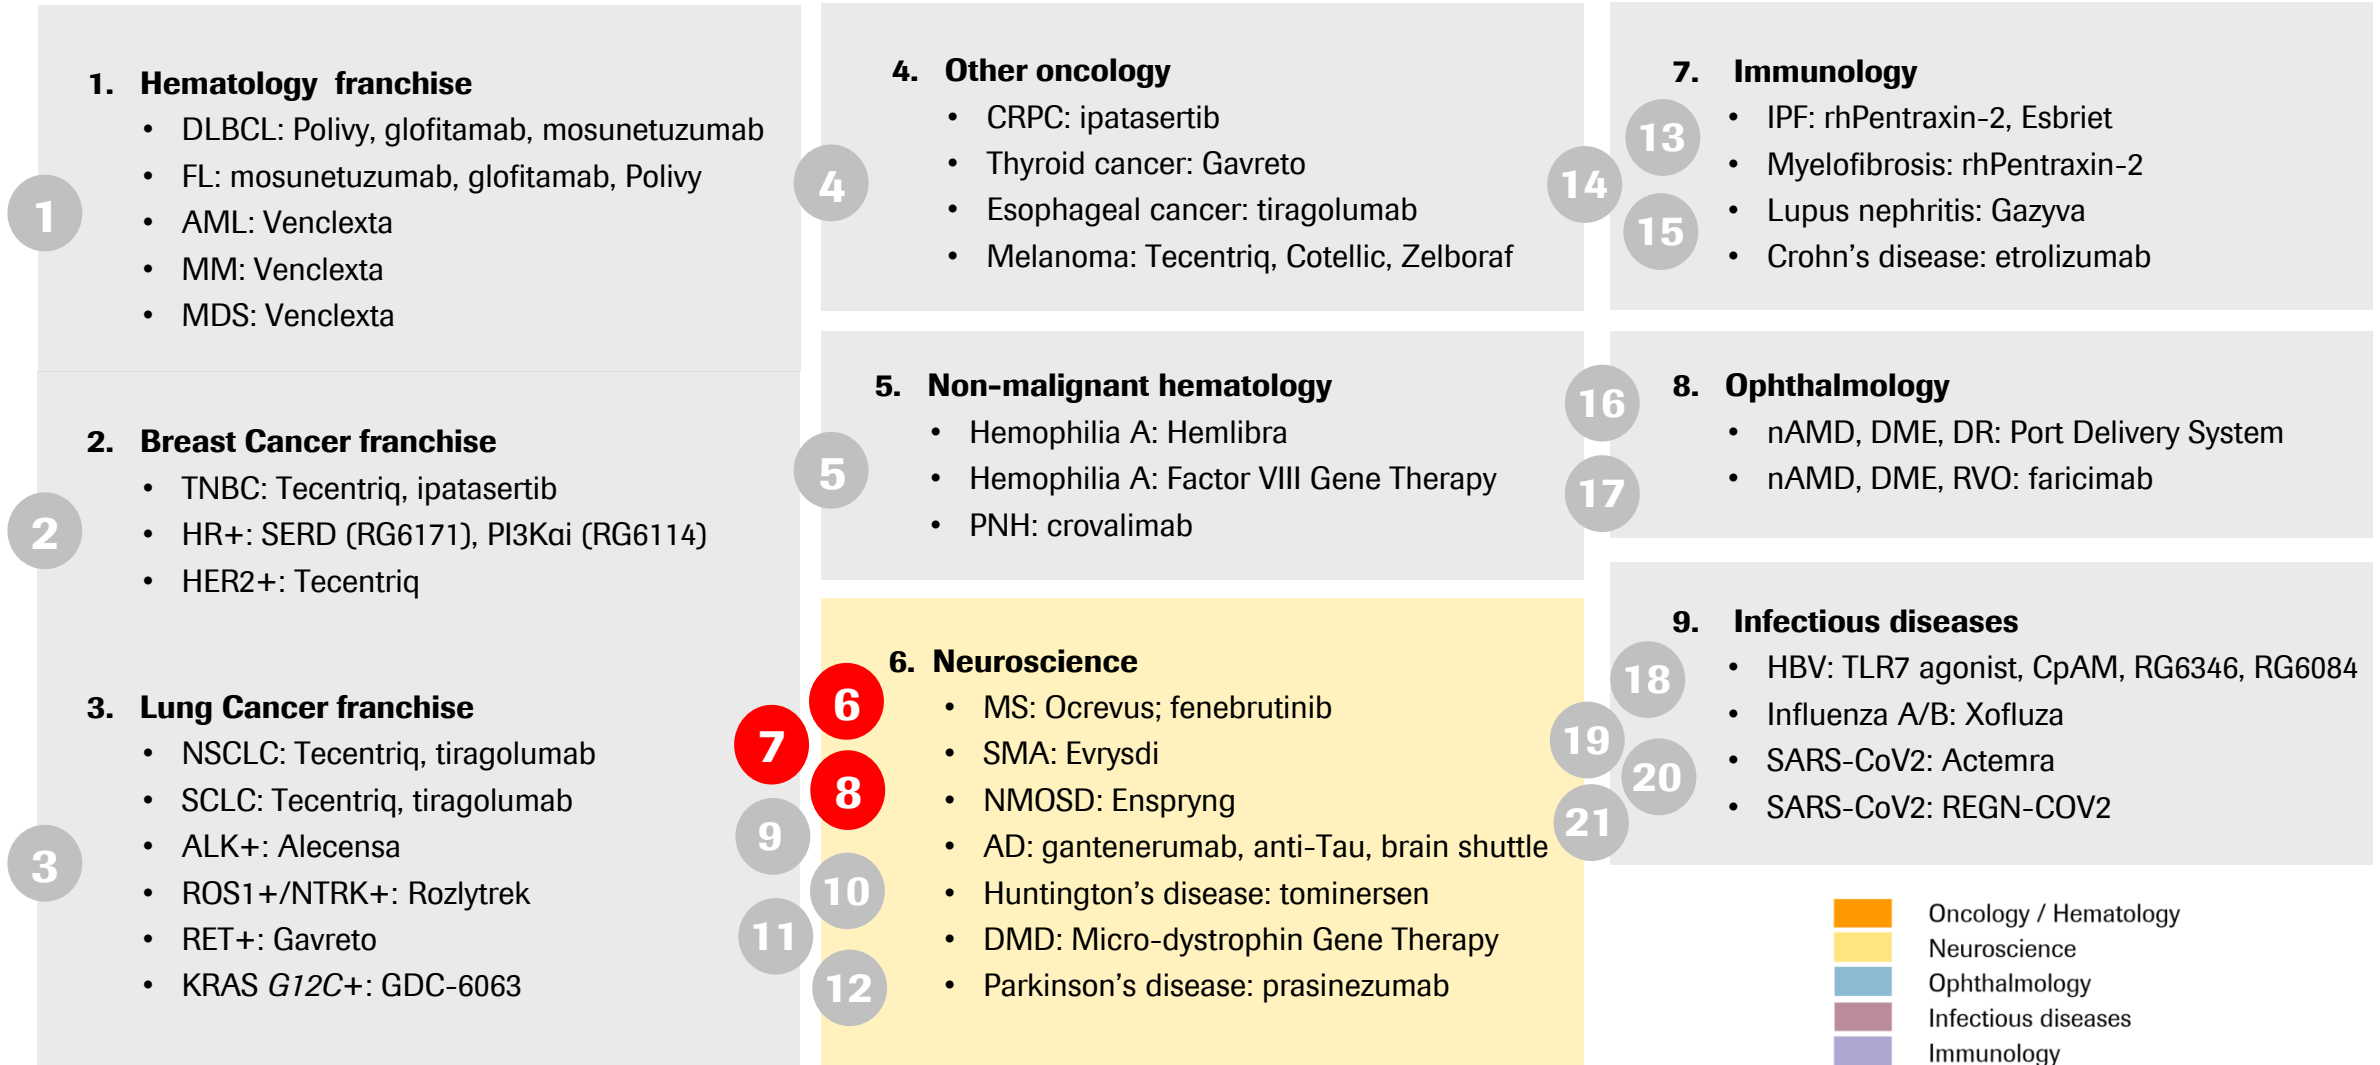 1. Hematology franchise
• DLBCL: Polivy, glofitamab, mosunetuzumab
• FL: mosunetuzumab, glofitamab, Polivy
• AML: Venclexta
• MM: Venclexta
• MDS: Venclexta
1
2. Breast Cancer franchise
• TNBC: Tecentriq, ipatasertib
• HR+: SERD (RG6171), PI3Kαi (RG6114)
• HER2+: Tecentriq
2
3. Lung Cancer franchise
• NSCLC: Tecentriq, tiragolumab
• SCLC: Tecentriq, tiragolumab
• ALK+: Alecensa
• ROS1+/NTRK+: Rozlytrek
• RET+: Gavreto
• KRAS G12C+: GDC-6063
3
4. Other oncology
• CRPC: ipatasertib
• Thyroid cancer: Gavreto
• Esophageal cancer: tiragolumab
• Melanoma: Tecentriq, Cotellic, Zelboraf
4
5. Non-malignant hematology
• Hemophilia A: Hemlibra
• Hemophilia A: Factor VIII Gene Therapy
• PNH: crovalimab
5
6. Neuroscience
• MS: Ocrevus; fenebrutinib
• SMA: Evrysdi
• NMOSD: Enspryng
• AD: gantenerumab, anti-Tau, brain shuttle
• Huntington's disease: tominersen
• DMD: Micro-dystrophin Gene Therapy
• Parkinson's disease: prasinezumab
6
7
8
9
10
11
12
7. Immunology
• IPF: rhPentraxin-2, Esbriet
• Myelofibrosis: rhPentraxin-2
• Lupus nephritis: Gazyva
• Crohn's disease: etrolizumab
13
14
15
8. Ophthalmology
• nAMD, DME, DR: Port Delivery System
• nAMD, DME, RVO: faricimab
16
17
9. Infectious diseases
• HBV: TLR7 agonist, CpAM, RG6346, RG6084
• Influenza A/B: Xofluza
• SARS-CoV2: Actemra
• SARS-CoV2: REGN-COV2
18
19
20
21
Oncology / Hematology
Neuroscience
Ophthalmology
Infectious diseases
Immunology